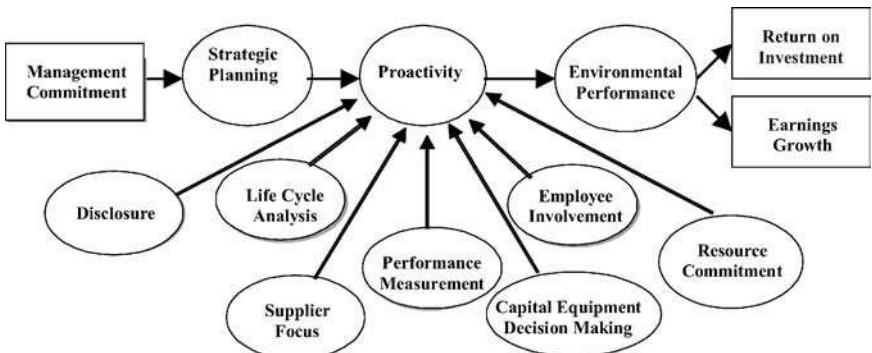 Management
Commitment
Strategic
Planning
Proactivity
Environmental
Performance
Return on
Investment
Earnings
Growth
Disclosure
Life Cycle
Analysis
Supplier
Focus
Performance
Measurement
Capital Equipment
Decision Making
Employee
Involvement
Resource
Commitment